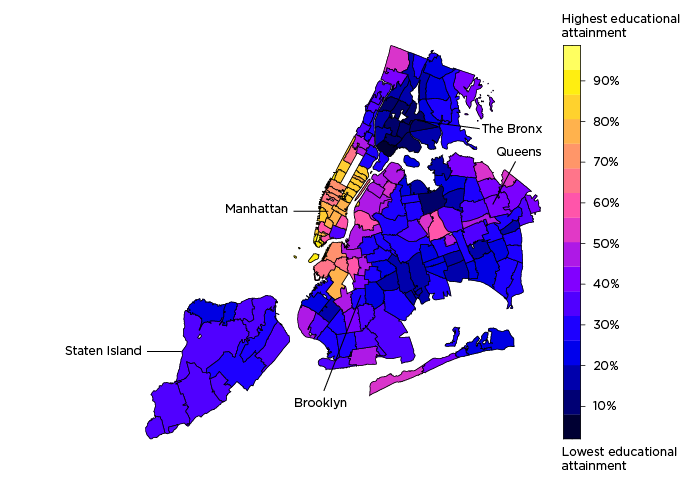 Highest educational
attainment
90%
80%
70%
60%
50%
40%
30%
20%
10%
Lowest educational
attainment
The Bronx
Queens
Manhattan
Staten Island
Brooklyn